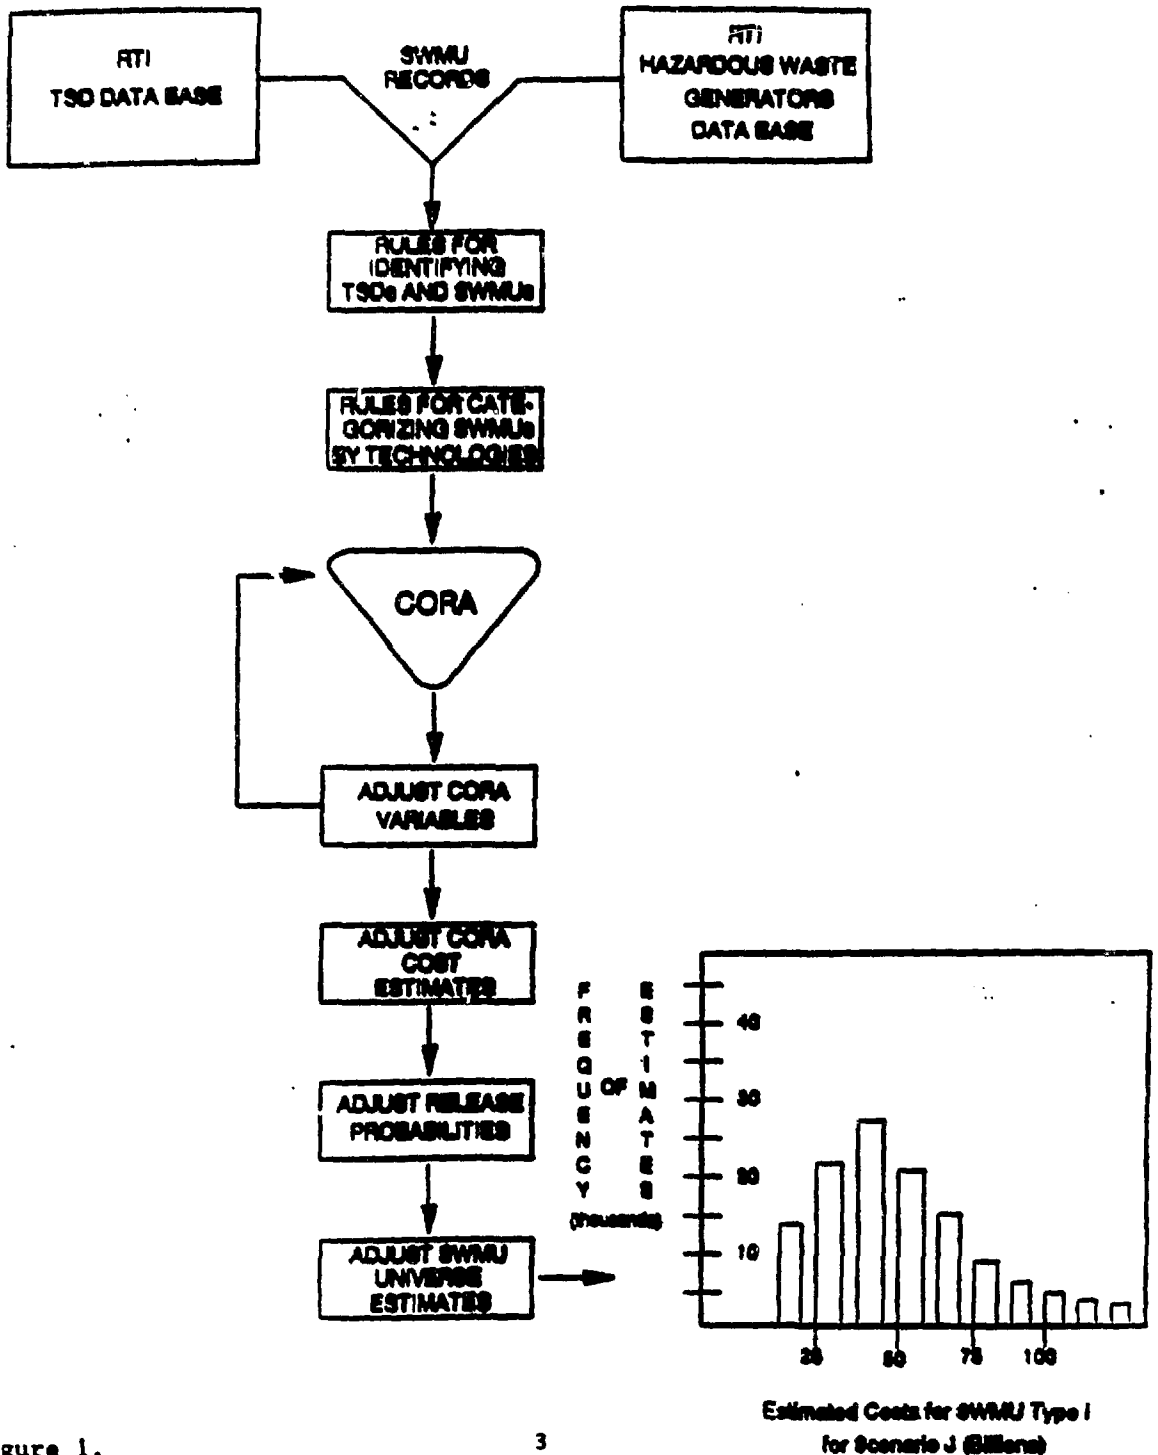 RTI
TSD DATA BASE
SWMU
RECORDS
RTI
HAZARDOUS WASTE
GENERATORS
DATA BASE
RULES FOR
IDENTIFYING
TSDs AND SWMUs
RULES FOR CATE-
GORIZING SWMUs
BY TECHNOLOGIES
CORA
ADJUST CORA
VARIABLES
ADJUST CORA
COST
ESTIMATES
ADJUST RELEASE
PROBABILITIES
ADJUST SWMU
UNIVERSE
ESTIMATES
FREQUENCY
OF
ESTIMATES
(thousands)
40
30
20
10
25
50
75
100
Estimated Costs for SWMU Type i
for Scenario J (Billions)
gure 1.
3